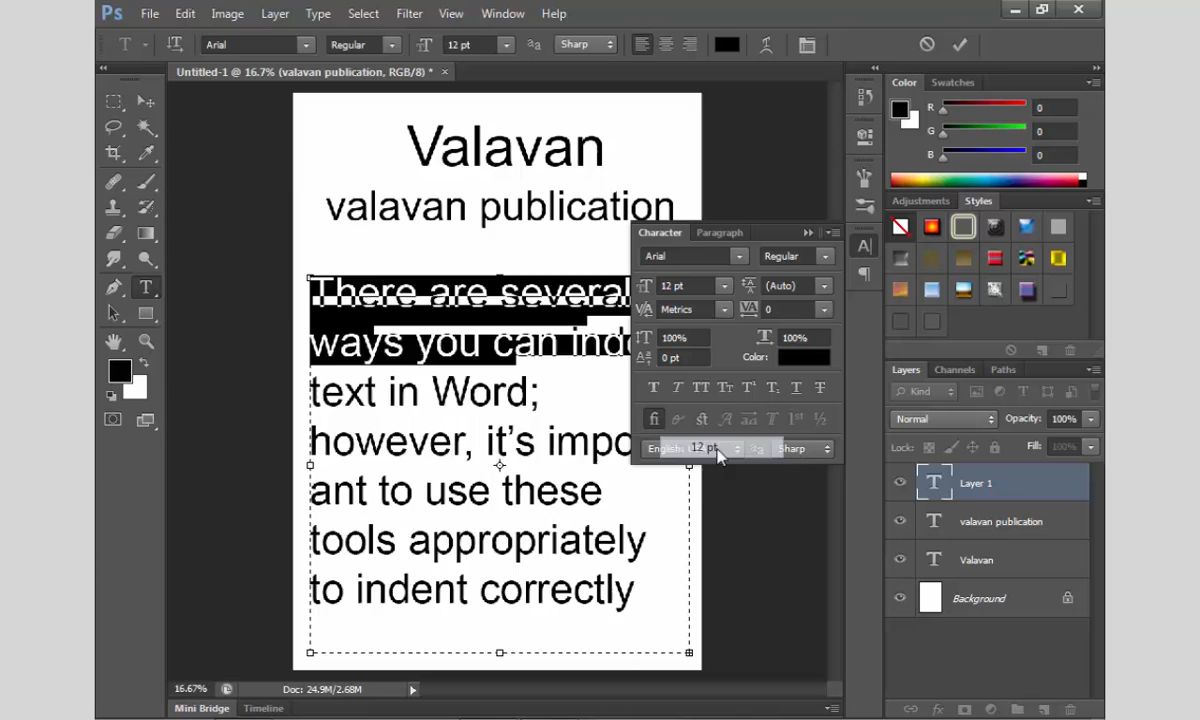 Ps File Edit Image Layer Type Select Filter View Window Help
Arial Regular 12 pt Sharp
Untitled-1 @ 16.7% (valavan publication, RGB/8) * ×
Valavan
valavan publication
There are several
ways you can inde
text in Word;
however, it's impo
ant to use these
tools appropriately
to indent correctly
Character Paragraph
Arial Regular
12 pt (Auto)
Metrics 0
100% 100%
0 pt Color:
12 pt Sharp
Color Swatches
R 0
G 0
B 0
Adjustments Styles
Layers Channels Paths
Kind
Normal Opacity: 100%
Lock: Fill: 100%
Layer 1
valavan publication
Valavan
Background
16.67% Doc: 24.9M/2.68M
Mini Bridge Timeline